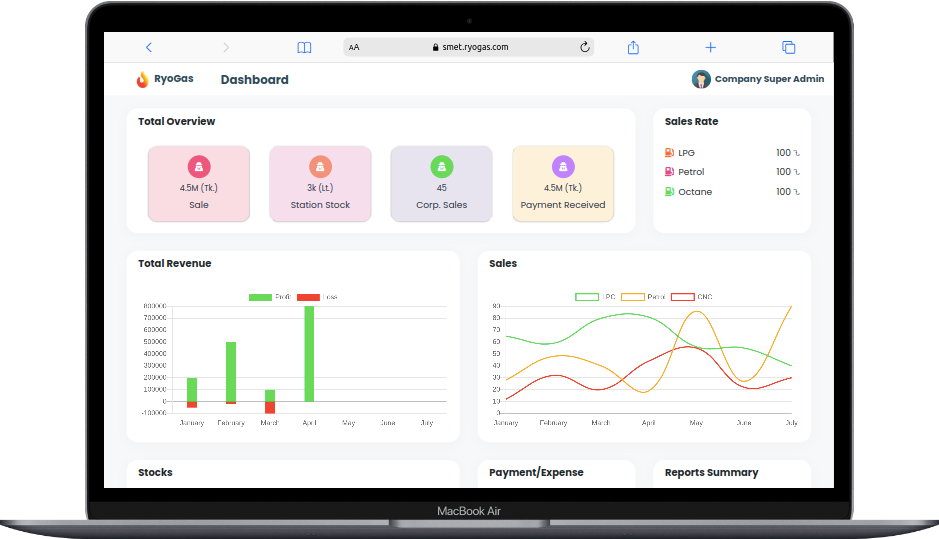 AA smet.ryogas.com
RyoGas Dashboard Company Super Admin
Total Overview
4.5M (Tk.)
Sale
3k (Lt.)
Station Stock
45
Corp. Sales
4.5M (Tk.)
Payment Received
Sales Rate
LPG 100 ৳
Petrol 100 ৳
Octane 100 ৳
Total Revenue
Profit Loss
800000
700000
600000
500000
400000
300000
200000
100000
0
-100000
January February March April May June July
Sales
LPG Petrol CNC
90
80
70
60
50
40
30
20
10
0
January February March April May June July
Stocks
Payment/Expense
Reports Summary
MacBook Air